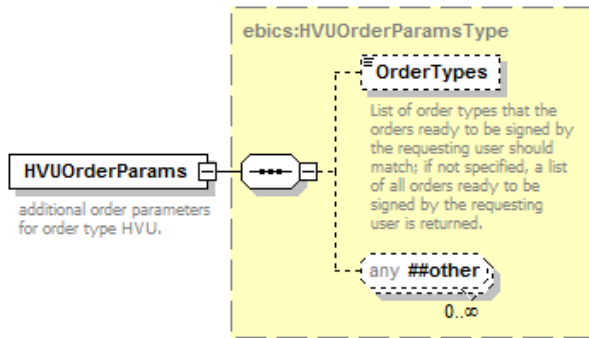 ebics:HVUOrderParamsType
OrderTypes
List of order types that the
orders ready to be signed by
the requesting user should
match; if not specified, a list
of all orders ready to be
signed by the requesting
user is returned.
HVUOrderParams
additional order parameters
for order type HVU.
any ##other
0..∞